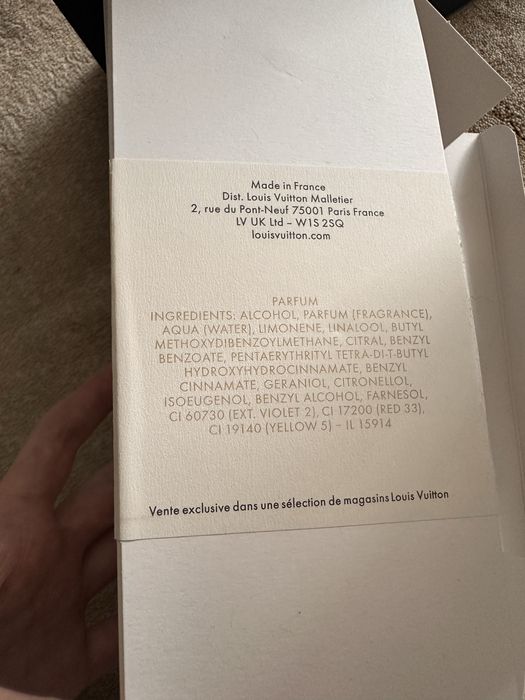 Made in France
Dist. Louis Vuitton Malletier
2, rue du Pont-Neuf 75001 Paris France
LV UK Ltd – W1S 2SQ
louisvuitton.com
PARFUM
INGREDIENTS: ALCOHOL, PARFUM (FRAGRANCE),
AQUA (WATER), LIMONENE, LINALOOL, BUTYL
METHOXYDIBENZOYLMETHANE, CITRAL, BENZYL
BENZOATE, PENTAERYTHRITYL TETRA-DI-T-BUTYL
HYDROXYHYDROCINNAMATE, BENZYL
CINNAMATE, GERANIOL, CITRONELLOL,
ISOEUGENOL, BENZYL ALCOHOL, FARNESOL,
CI 60730 (EXT. VIOLET 2), CI 17200 (RED 33),
CI 19140 (YELLOW 5) – IL 15914
Vente exclusive dans une sélection de magasins Louis Vuitton